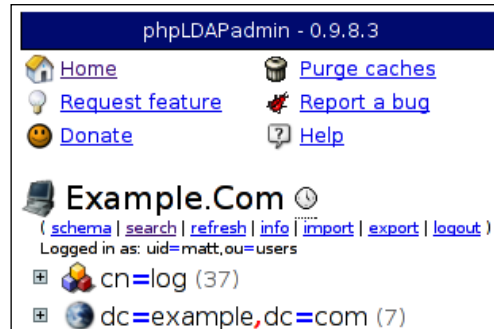 phpLDAPadmin - 0.9.8.3
Home Purge caches
Request feature Report a bug
Donate Help
Example.Com
( schema | search | refresh | info | import | export | logout )
Logged in as: uid=matt,ou=users
cn=log (37)
dc=example,dc=com (7)